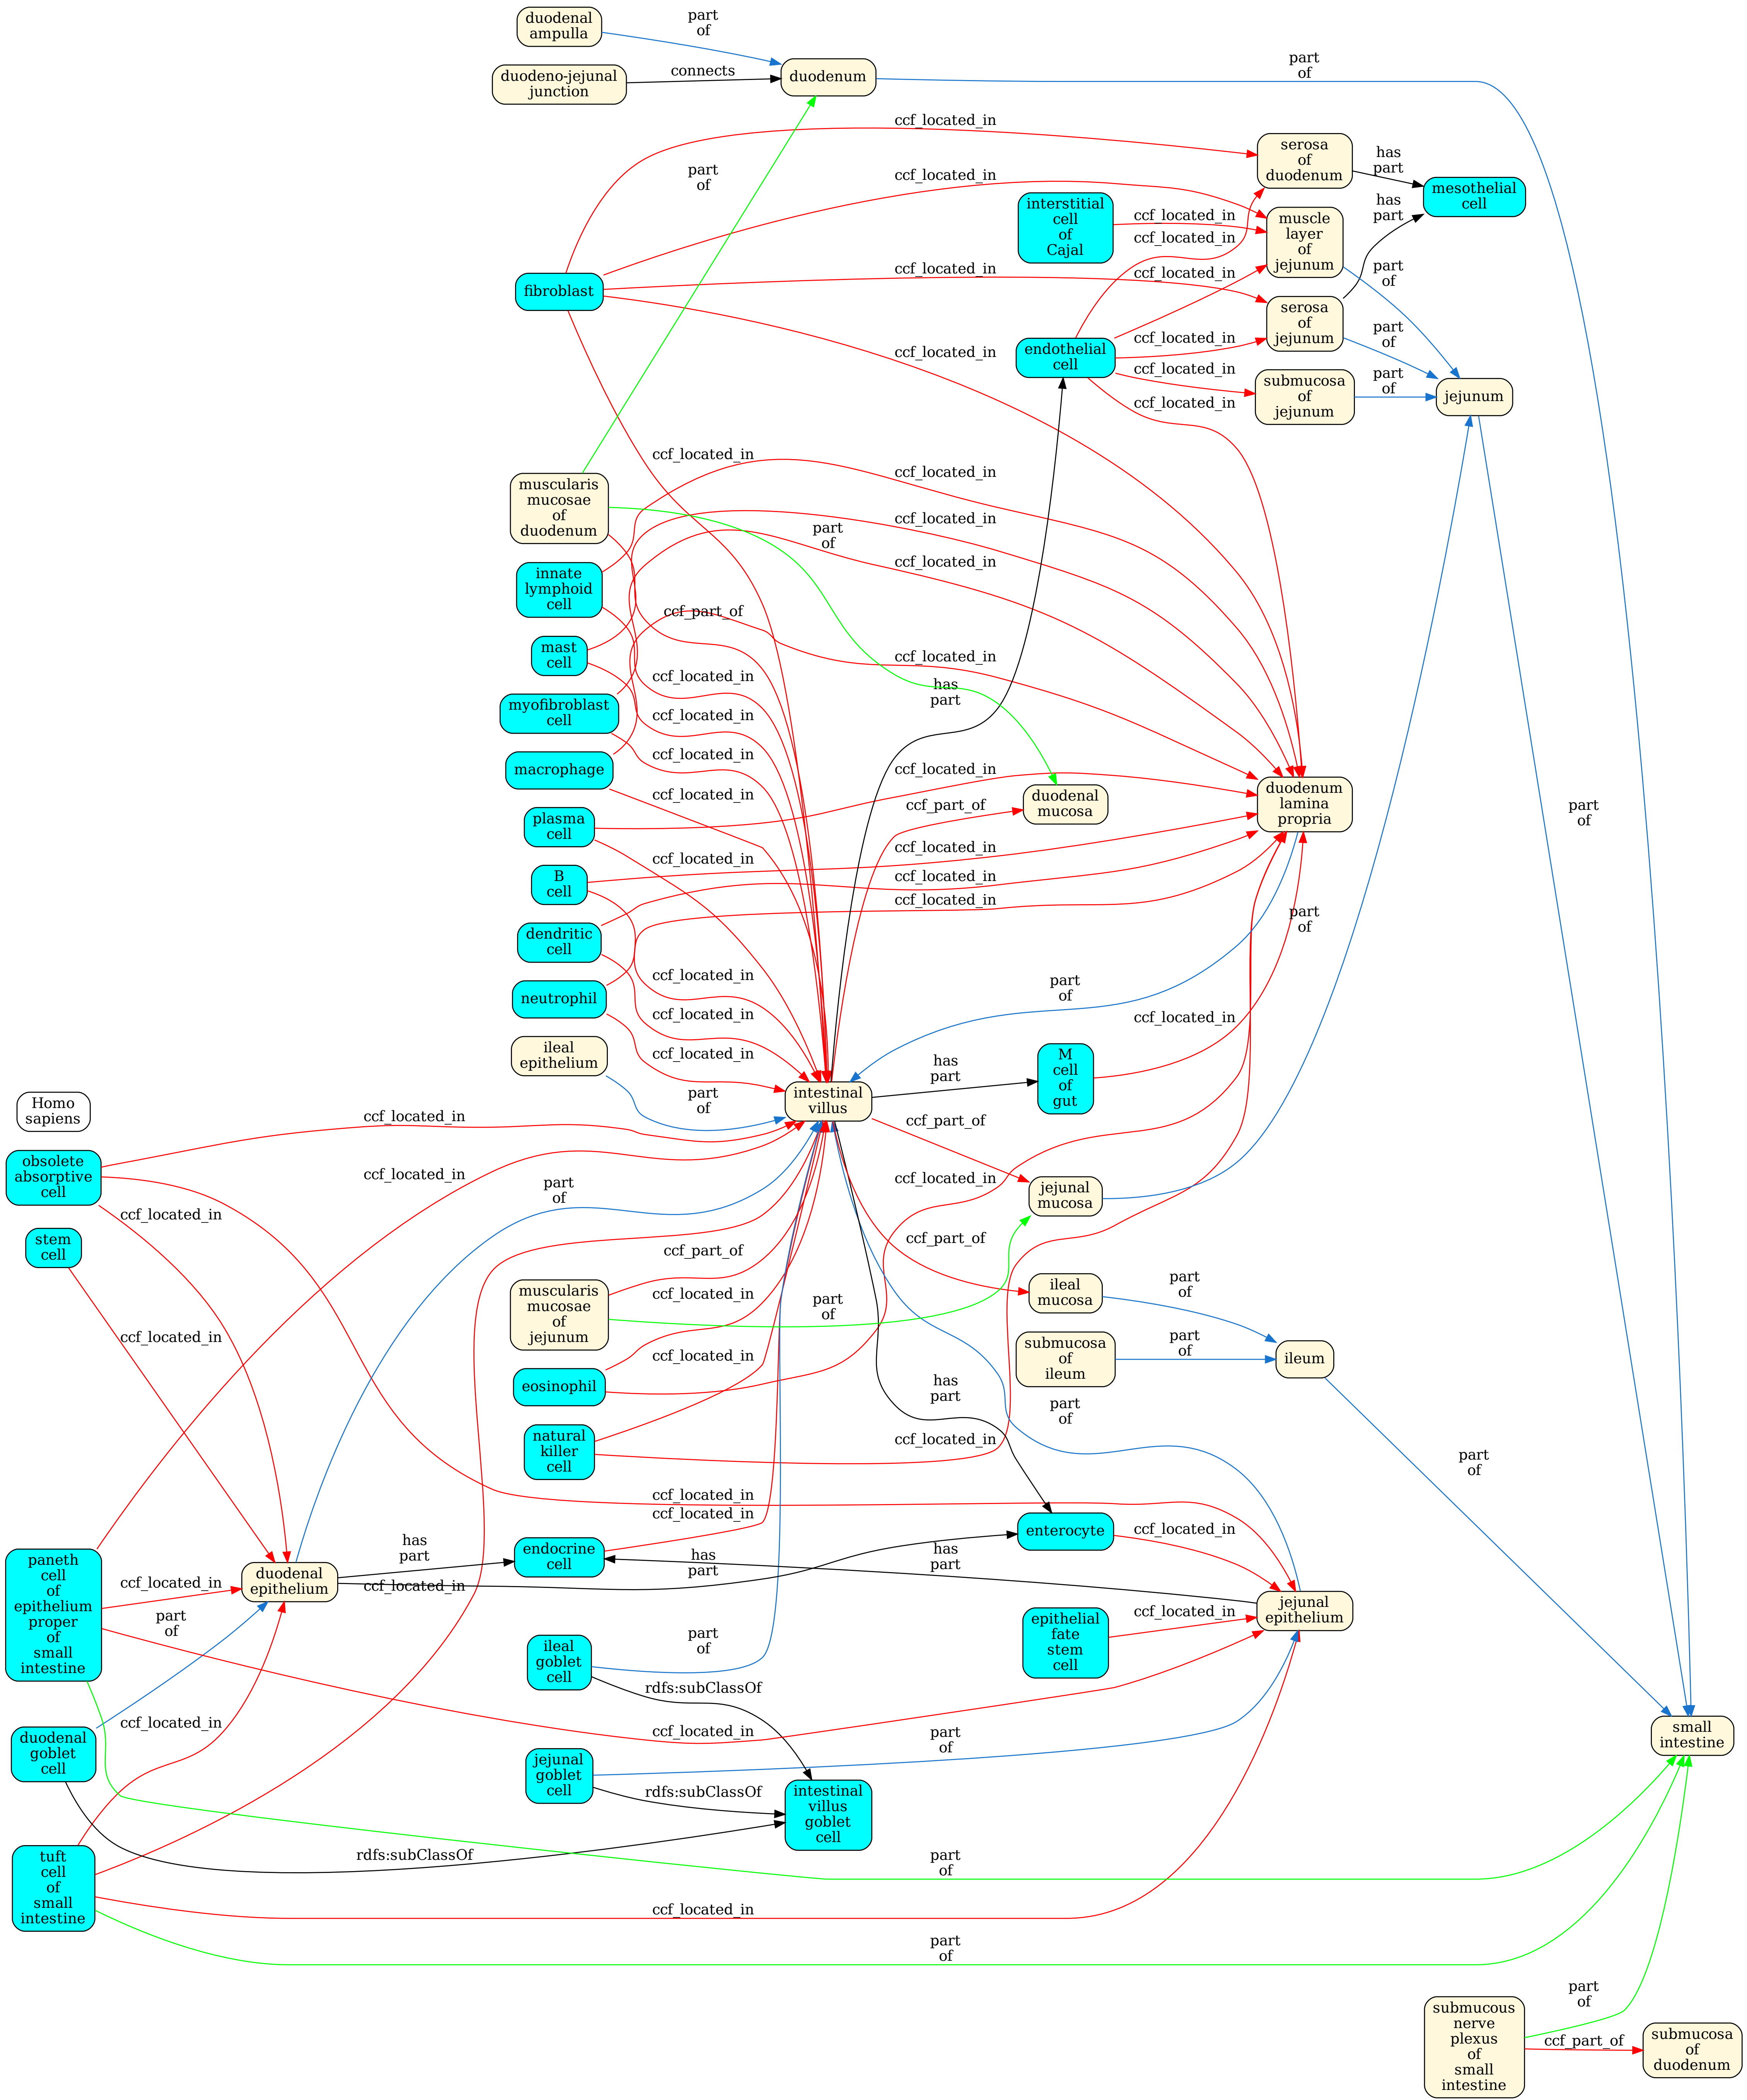 duodenal
ampulla
part
of
duodeno-jejunal
junction
connects
duodenum
part
of
ccf_located_in
serosa
of
duodenum
has
part
mesothelial
cell
part
of
ccf_located_in
interstitial
cell
of
Cajal
ccf_located_in
muscle
layer
of
jejunum
has
part
ccf_located_in
fibroblast
ccf_located_in
ccf_located_in
part
of
serosa
of
jejunum
part
of
ccf_located_in
endothelial
cell
ccf_located_in
ccf_located_in
submucosa
of
jejunum
part
of
jejunum
ccf_located_in
ccf_located_in
ccf_located_in
muscularis
mucosae
of
duodenum
ccf_located_in
part
of
ccf_located_in
innate
lymphoid
cell
ccf_part_of
mast
cell
ccf_located_in
ccf_located_in
has
part
myofibroblast
cell
ccf_located_in
ccf_located_in
macrophage
ccf_located_in
ccf_located_in
duodenum
lamina
propria
plasma
cell
ccf_part_of
duodenal
mucosa
part
of
ccf_located_in
ccf_located_in
B
cell
ccf_located_in
ccf_located_in
part
of
dendritic
cell
ccf_located_in
part
of
neutrophil
ccf_located_in
ccf_located_in
ileal
epithelium
ccf_located_in
part
of
intestinal
villus
has
part
M
cell
of
gut
Homo
sapiens
ccf_located_in
ccf_part_of
obsolete
absorptive
cell
ccf_located_in
part
of
ccf_located_in
jejunal
mucosa
ccf_located_in
stem
cell
ccf_part_of
ccf_part_of
muscularis
mucosae
of
jejunum
ccf_located_in
part
of
ileal
mucosa
part
of
ccf_located_in
submucosa
of
ileum
part
of
ileum
ccf_located_in
eosinophil
has
part
part
of
natural
killer
cell
ccf_located_in
part
of
ccf_located_in
ccf_located_in
endocrine
cell
enterocyte
ccf_located_in
has
part
has
part
has
part
paneth
cell
of
epithelium
proper
of
small
intestine
ccf_located_in
duodenal
epithelium
ccf_located_in
part
of
jejunal
epithelium
epithelial
fate
stem
cell
ccf_located_in
ileal
goblet
cell
part
of
rdfs:subClassOf
ccf_located_in
ccf_located_in
part
of
small
intestine
duodenal
goblet
cell
jejunal
goblet
cell
rdfs:subClassOf
intestinal
villus
goblet
cell
rdfs:subClassOf
part
of
tuft
cell
of
small
intestine
ccf_located_in
part
of
part
of
submucous
nerve
plexus
of
small
intestine
ccf_part_of
submucosa
of
duodenum